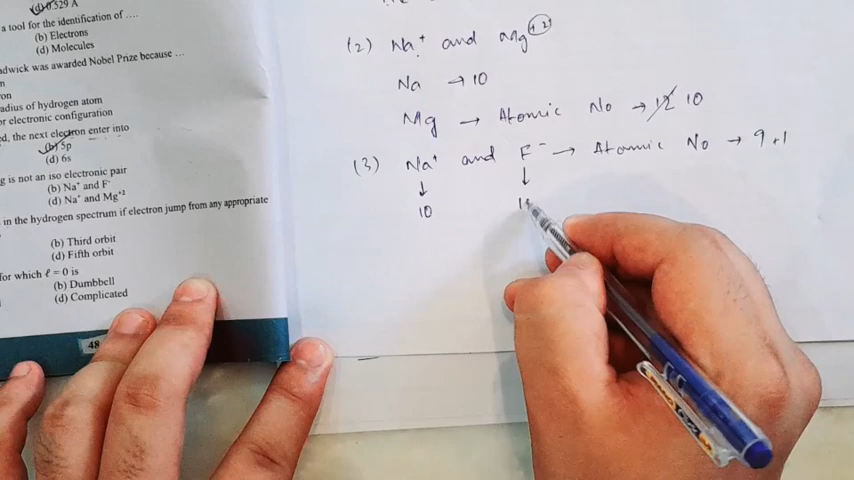 (d) 0.529 A
a tool for the identification of ....
(b) Electrons
(d) Molecules
adwick was awarded Nobel Prize because ...
radius of hydrogen atom
or electronic configuration
ed, the next electron enter into
(b) 5p
(d) 6s
g is not an iso electronic pair
(b) Na⁺ and F⁻
(d) Na⁺ and Mg⁺²
in the hydrogen spectrum if electron jump from any appropriate
(b) Third orbit
(d) Fifth orbit
for which ℓ = 0 is
(b) Dumbbell
(d) Complicated
48
(2) Na⁺ and Mg⁺²
Na → 10
Mg → Atomic No → 12 10
(3) Na⁺ and F⁻ → Atomic No → 9+1
↓ ↓
10